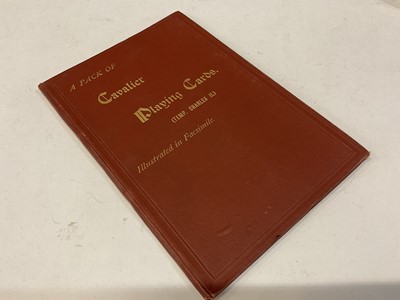 A PACK OF
Cavalier
Playing Cards.
(TEMP. CHARLES II.)
Illustrated in Facsimile.